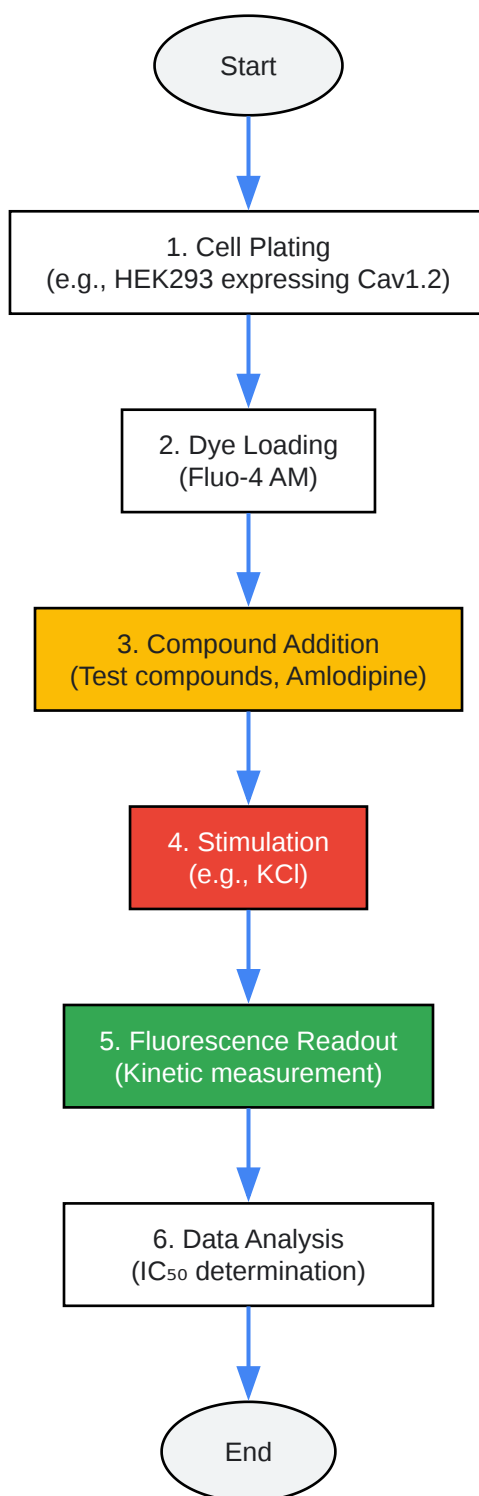 Start
1. Cell Plating
(e.g., HEK293 expressing Cav1.2)
2. Dye Loading
(Fluo-4 AM)
3. Compound Addition
(Test compounds, Amlodipine)
4. Stimulation
(e.g., KCl)
5. Fluorescence Readout
(Kinetic measurement)
6. Data Analysis
(IC₅₀ determination)
End